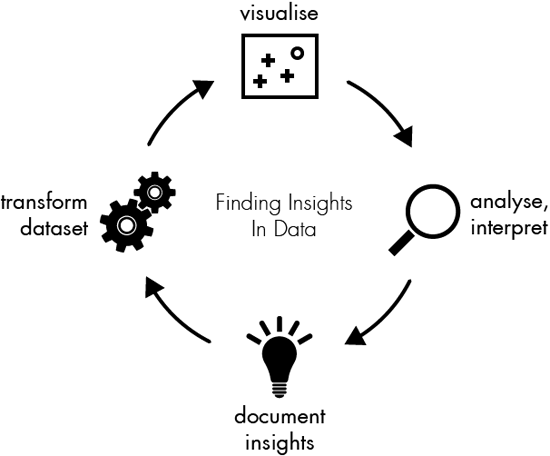 visualise
transform
dataset
Finding Insights
In Data
analyse,
interpret
document
insights